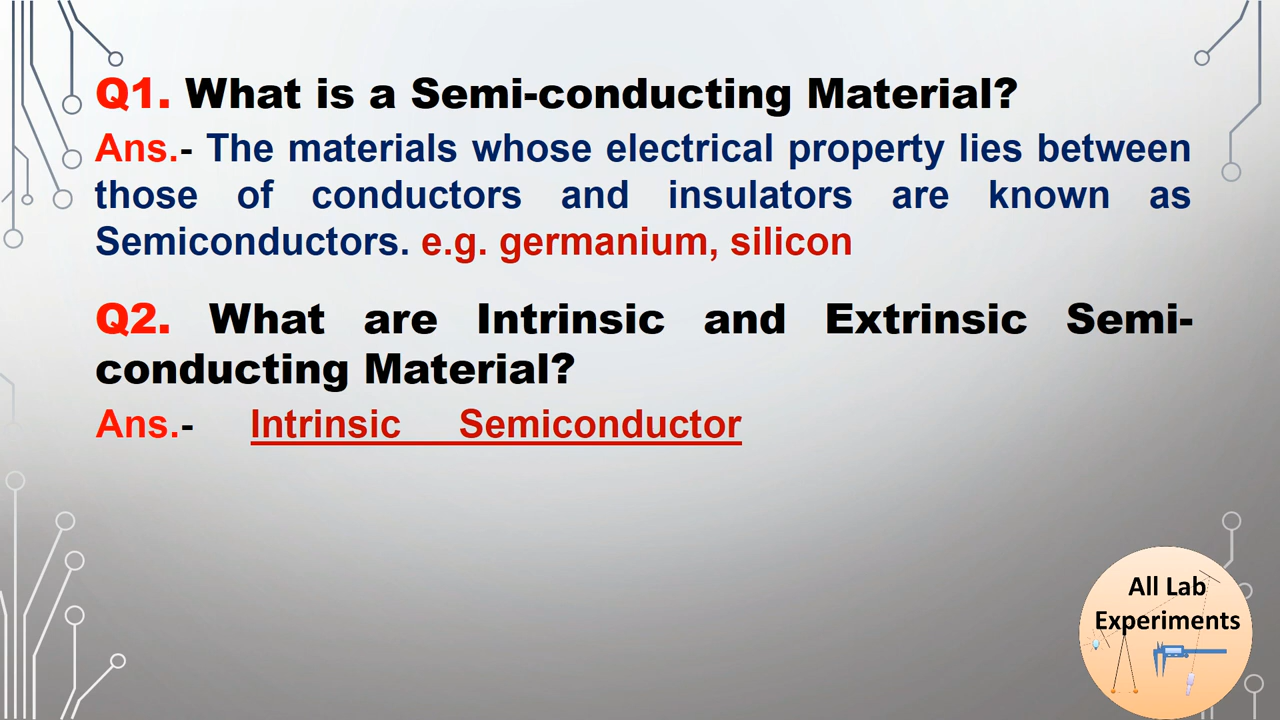 Q1. What is a Semi-conducting Material?
Ans.- The materials whose electrical property lies between
those of conductors and insulators are known as
Semiconductors. e.g. germanium, silicon
Q2. What are Intrinsic and Extrinsic Semi-
conducting Material?
Ans.- Intrinsic Semiconductor
All Lab
Experiments